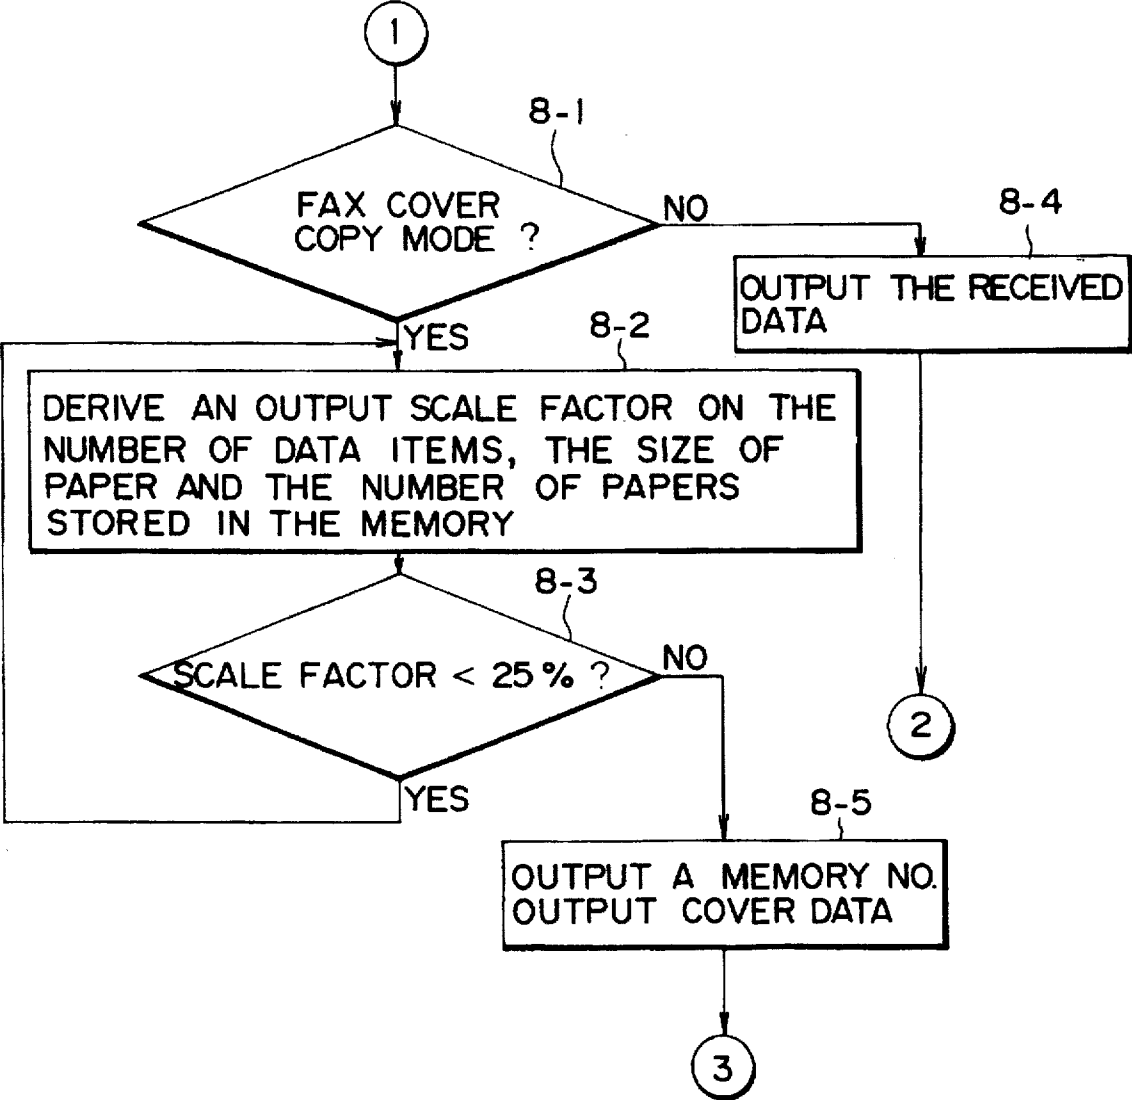 1
8-1
FAX COVER
COPY MODE ?
NO
8-4
OUTPUT THE RECEIVED
DATA
YES
8-2
DERIVE AN OUTPUT SCALE FACTOR ON THE
NUMBER OF DATA ITEMS, THE SIZE OF
PAPER AND THE NUMBER OF PAPERS
STORED IN THE MEMORY
8-3
SCALE FACTOR < 25% ?
NO
2
YES
8-5
OUTPUT A MEMORY NO.
OUTPUT COVER DATA
3